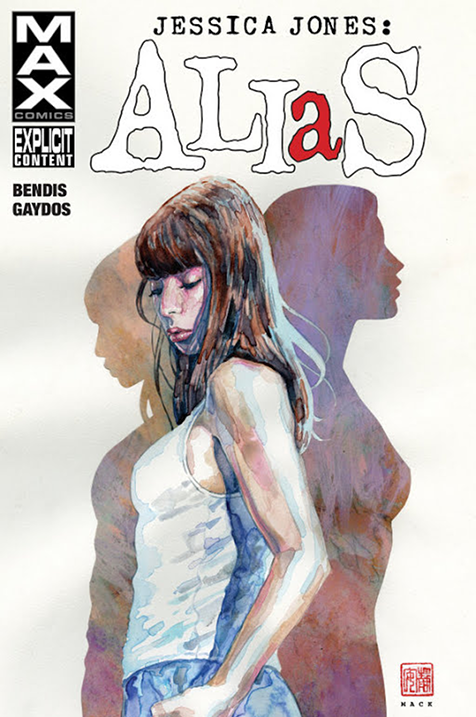 JESSICA JONES:
ALIaS
MAX
COMICS
EXPLICIT
CONTENT
BENDIS
GAYDOS
MACK